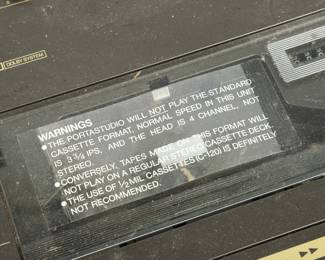 DOLBY SYSTEM
WARNINGS
● THE PORTASTUDIO WILL NOT PLAY THE STANDARD
CASSETTE FORMAT, NORMAL SPEED IN THIS UNIT
IS 3¾ IPS, AND THE HEAD IS 4 CHANNEL, NOT
STEREO.
● CONVERSELY, TAPES MADE ON THIS FORMAT WILL
NOT PLAY ON A REGULAR STEREO CASSETTE DECK.
● THE USE OF ½ MIL CASSETTES (C-120) IS DEFINITELY
NOT RECOMMENDED.